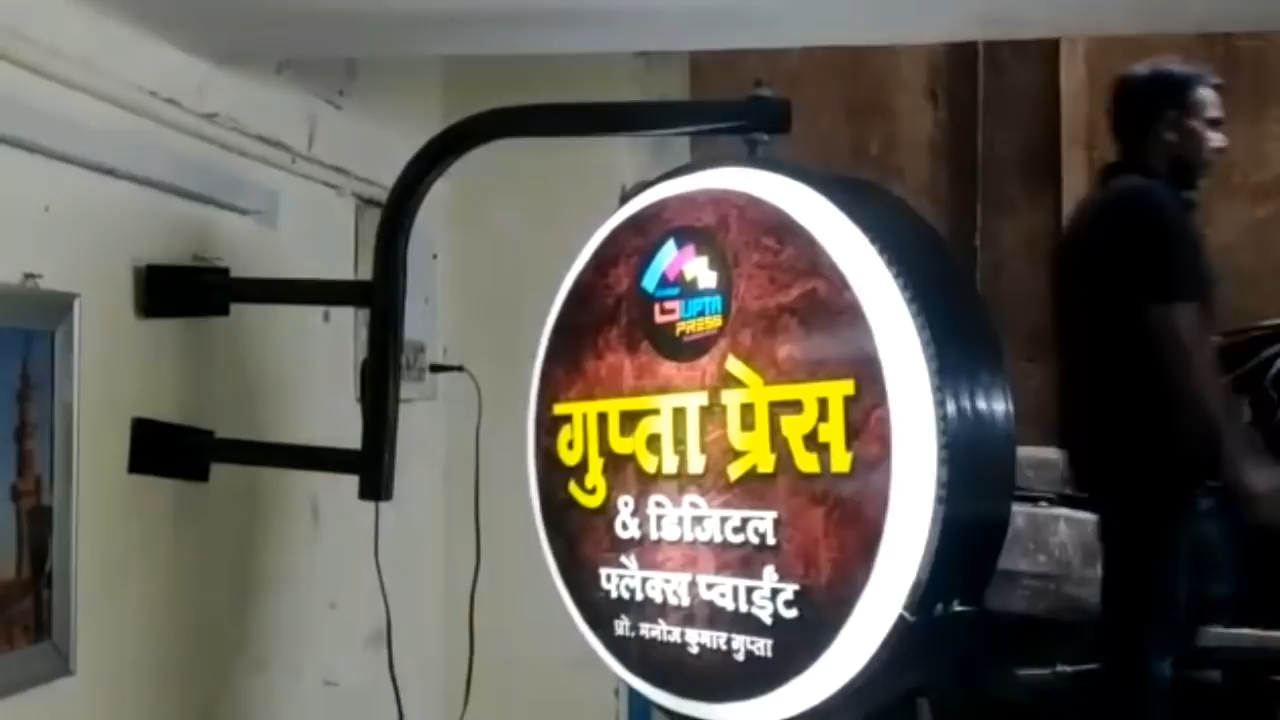 GUPTA
PRESS
गुप्ता प्रेस
& डिजिटल
फ्लैक्स प्वाईंट
प्रो. मनोज कुमार गुप्ता